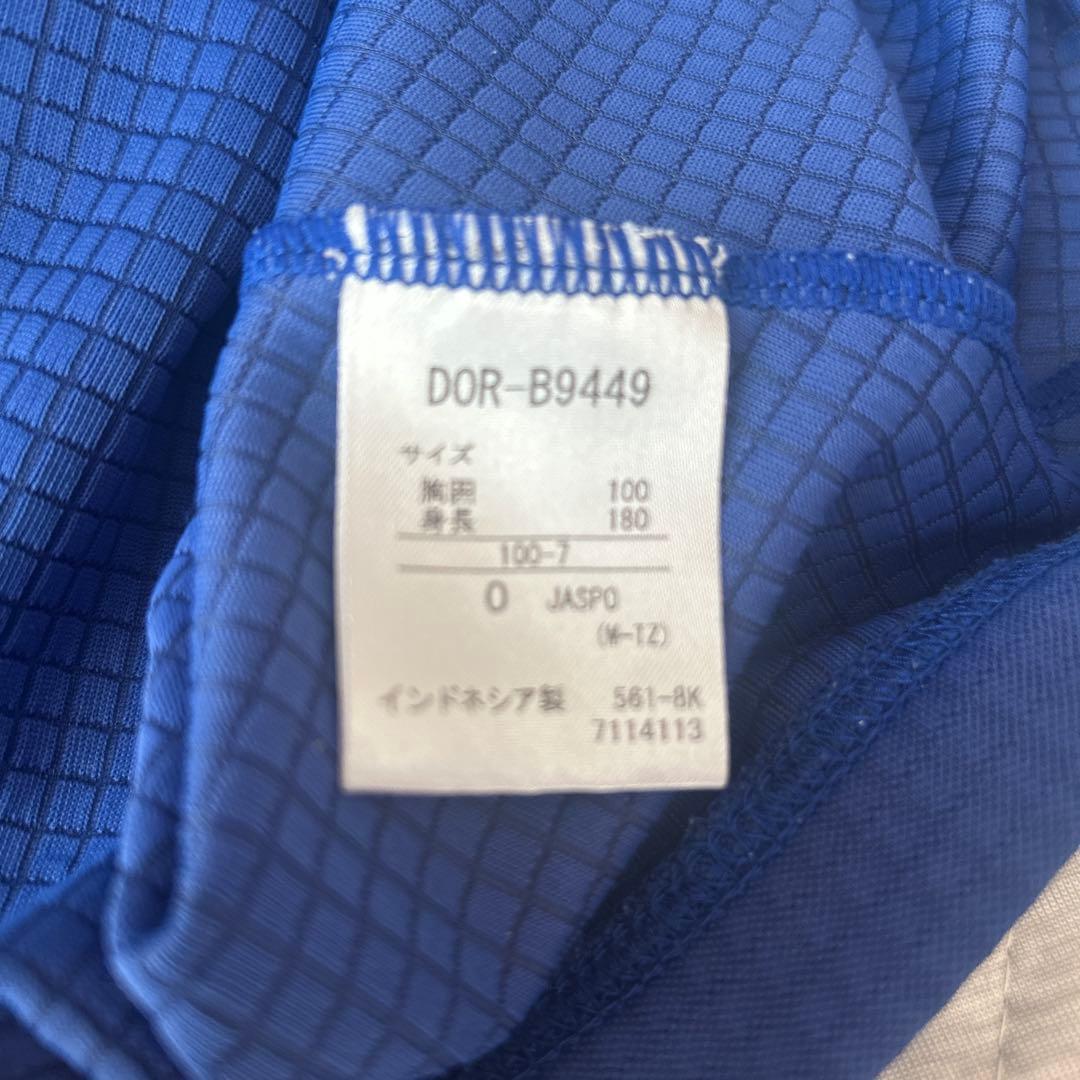 DOR-B9449
サイズ
胸囲 100
身長 180
100-7
O JASPO
(M-TZ)
インドネシア製 561-8K
7114113